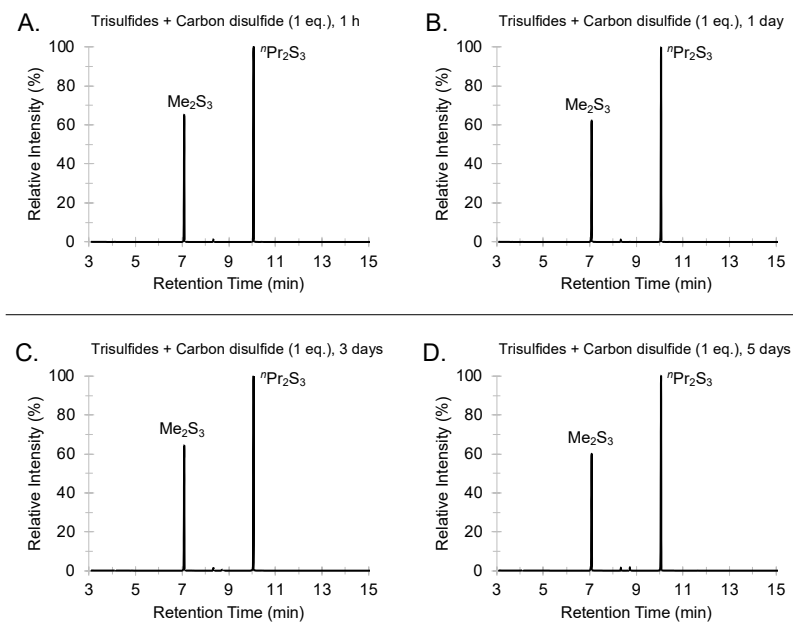 A.
Trisulfides + Carbon disulfide (1 eq.), 1 h
Relative Intensity (%)
100
80
60
40
20
0
Me₂S₃
ⁿPr₂S₃
3 5 7 9 11 13 15
Retention Time (min)
B.
Trisulfides + Carbon disulfide (1 eq.), 1 day
Relative Intensity (%)
100
80
60
40
20
0
Me₂S₃
ⁿPr₂S₃
3 5 7 9 11 13 15
Retention Time (min)
C.
Trisulfides + Carbon disulfide (1 eq.), 3 days
Relative Intensity (%)
100
80
60
40
20
0
Me₂S₃
ⁿPr₂S₃
3 5 7 9 11 13 15
Retention Time (min)
D.
Trisulfides + Carbon disulfide (1 eq.), 5 days
Relative Intensity (%)
100
80
60
40
20
0
Me₂S₃
ⁿPr₂S₃
3 5 7 9 11 13 15
Retention Time (min)